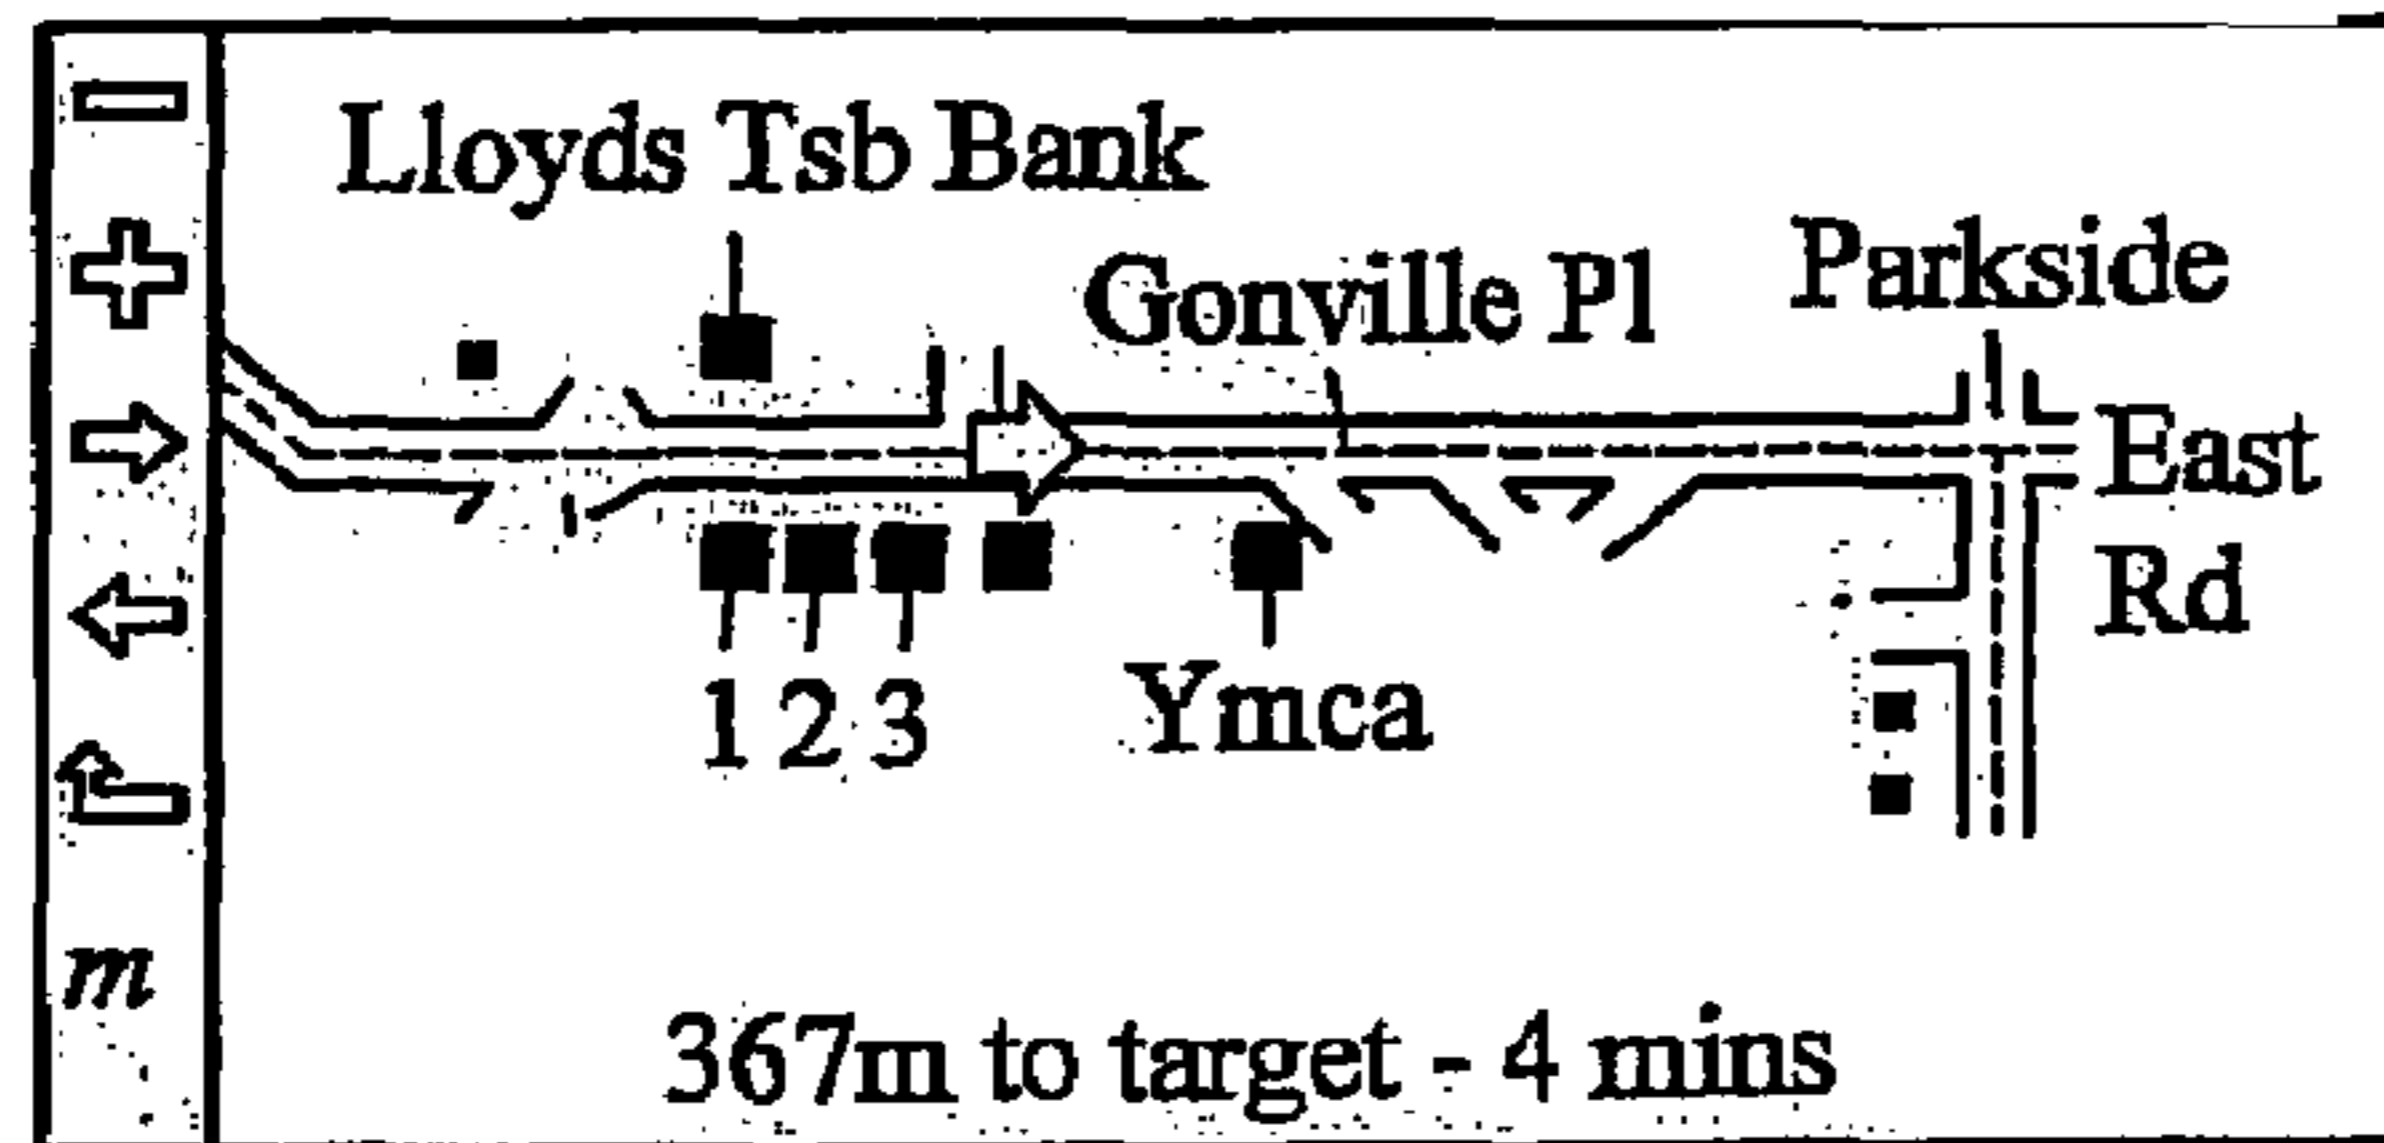 Lloyds Tsb Bank
Gonville Pl
Parkside
East
Rd
1 2 3
Ymca
m
367m to target - 4 mins